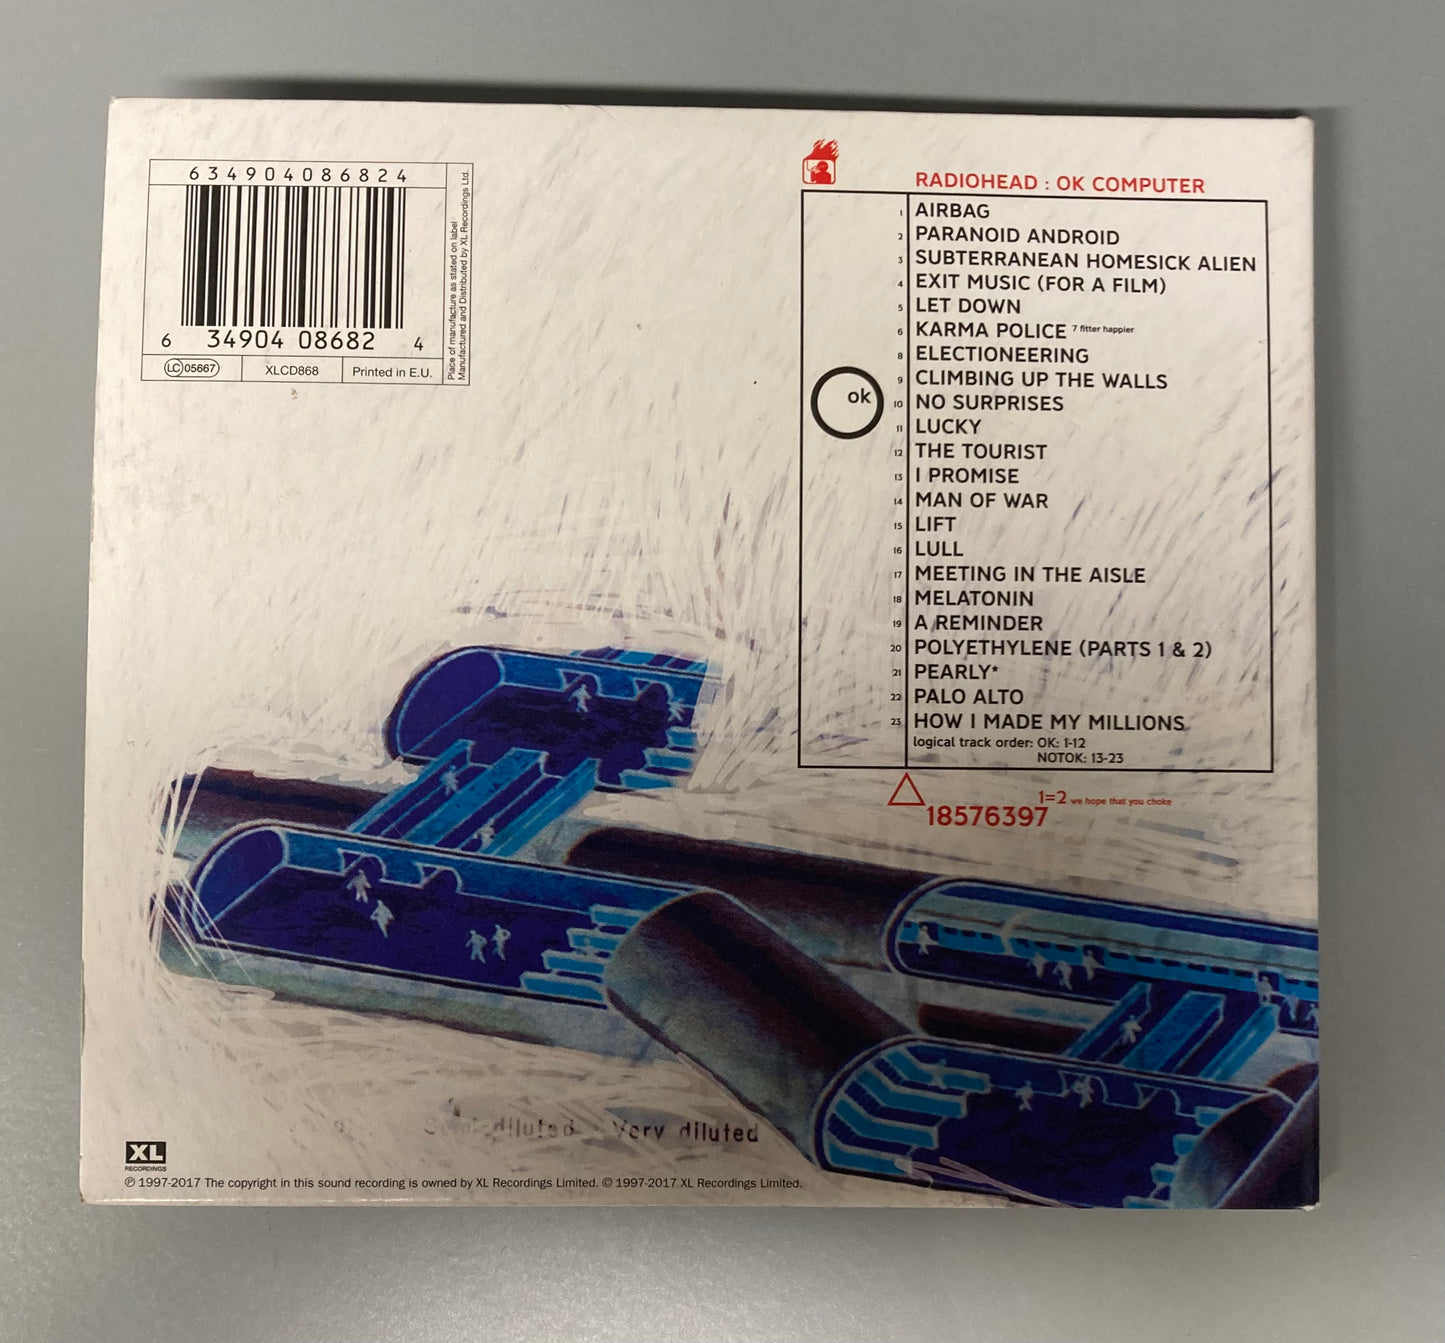 634904086824
6 34904 08682 4
LC 05667
XLCD868
Printed in E.U.
Place of manufacture as stated on label
Manufactured and Distributed by XL Recordings Ltd.
RADIOHEAD : OK COMPUTER
1 AIRBAG
2 PARANOID ANDROID
3 SUBTERRANEAN HOMESICK ALIEN
4 EXIT MUSIC (FOR A FILM)
5 LET DOWN
6 KARMA POLICE 7 fitter happier
8 ELECTIONEERING
9 CLIMBING UP THE WALLS
ok
10 NO SURPRISES
11 LUCKY
12 THE TOURIST
13 I PROMISE
14 MAN OF WAR
15 LIFT
16 LULL
17 MEETING IN THE AISLE
18 MELATONIN
19 A REMINDER
20 POLYETHYLENE (PARTS 1 & 2)
21 PEARLY*
22 PALO ALTO
23 HOW I MADE MY MILLIONS
logical track order: OK: 1-12
NOTOK: 13-23
1=2 we hope that you choke
18576397
diluted Very diluted
XL
RECORDINGS
℗ 1997-2017 The copyright in this sound recording is owned by XL Recordings Limited. © 1997-2017 XL Recordings Limited.